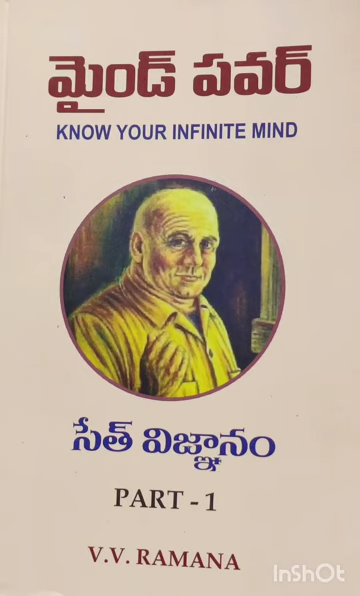 మైండ్ పవర్
KNOW YOUR INFINITE MIND
సేత్ విజ్ఞానం
PART - 1
V.V. RAMANA
InShOt